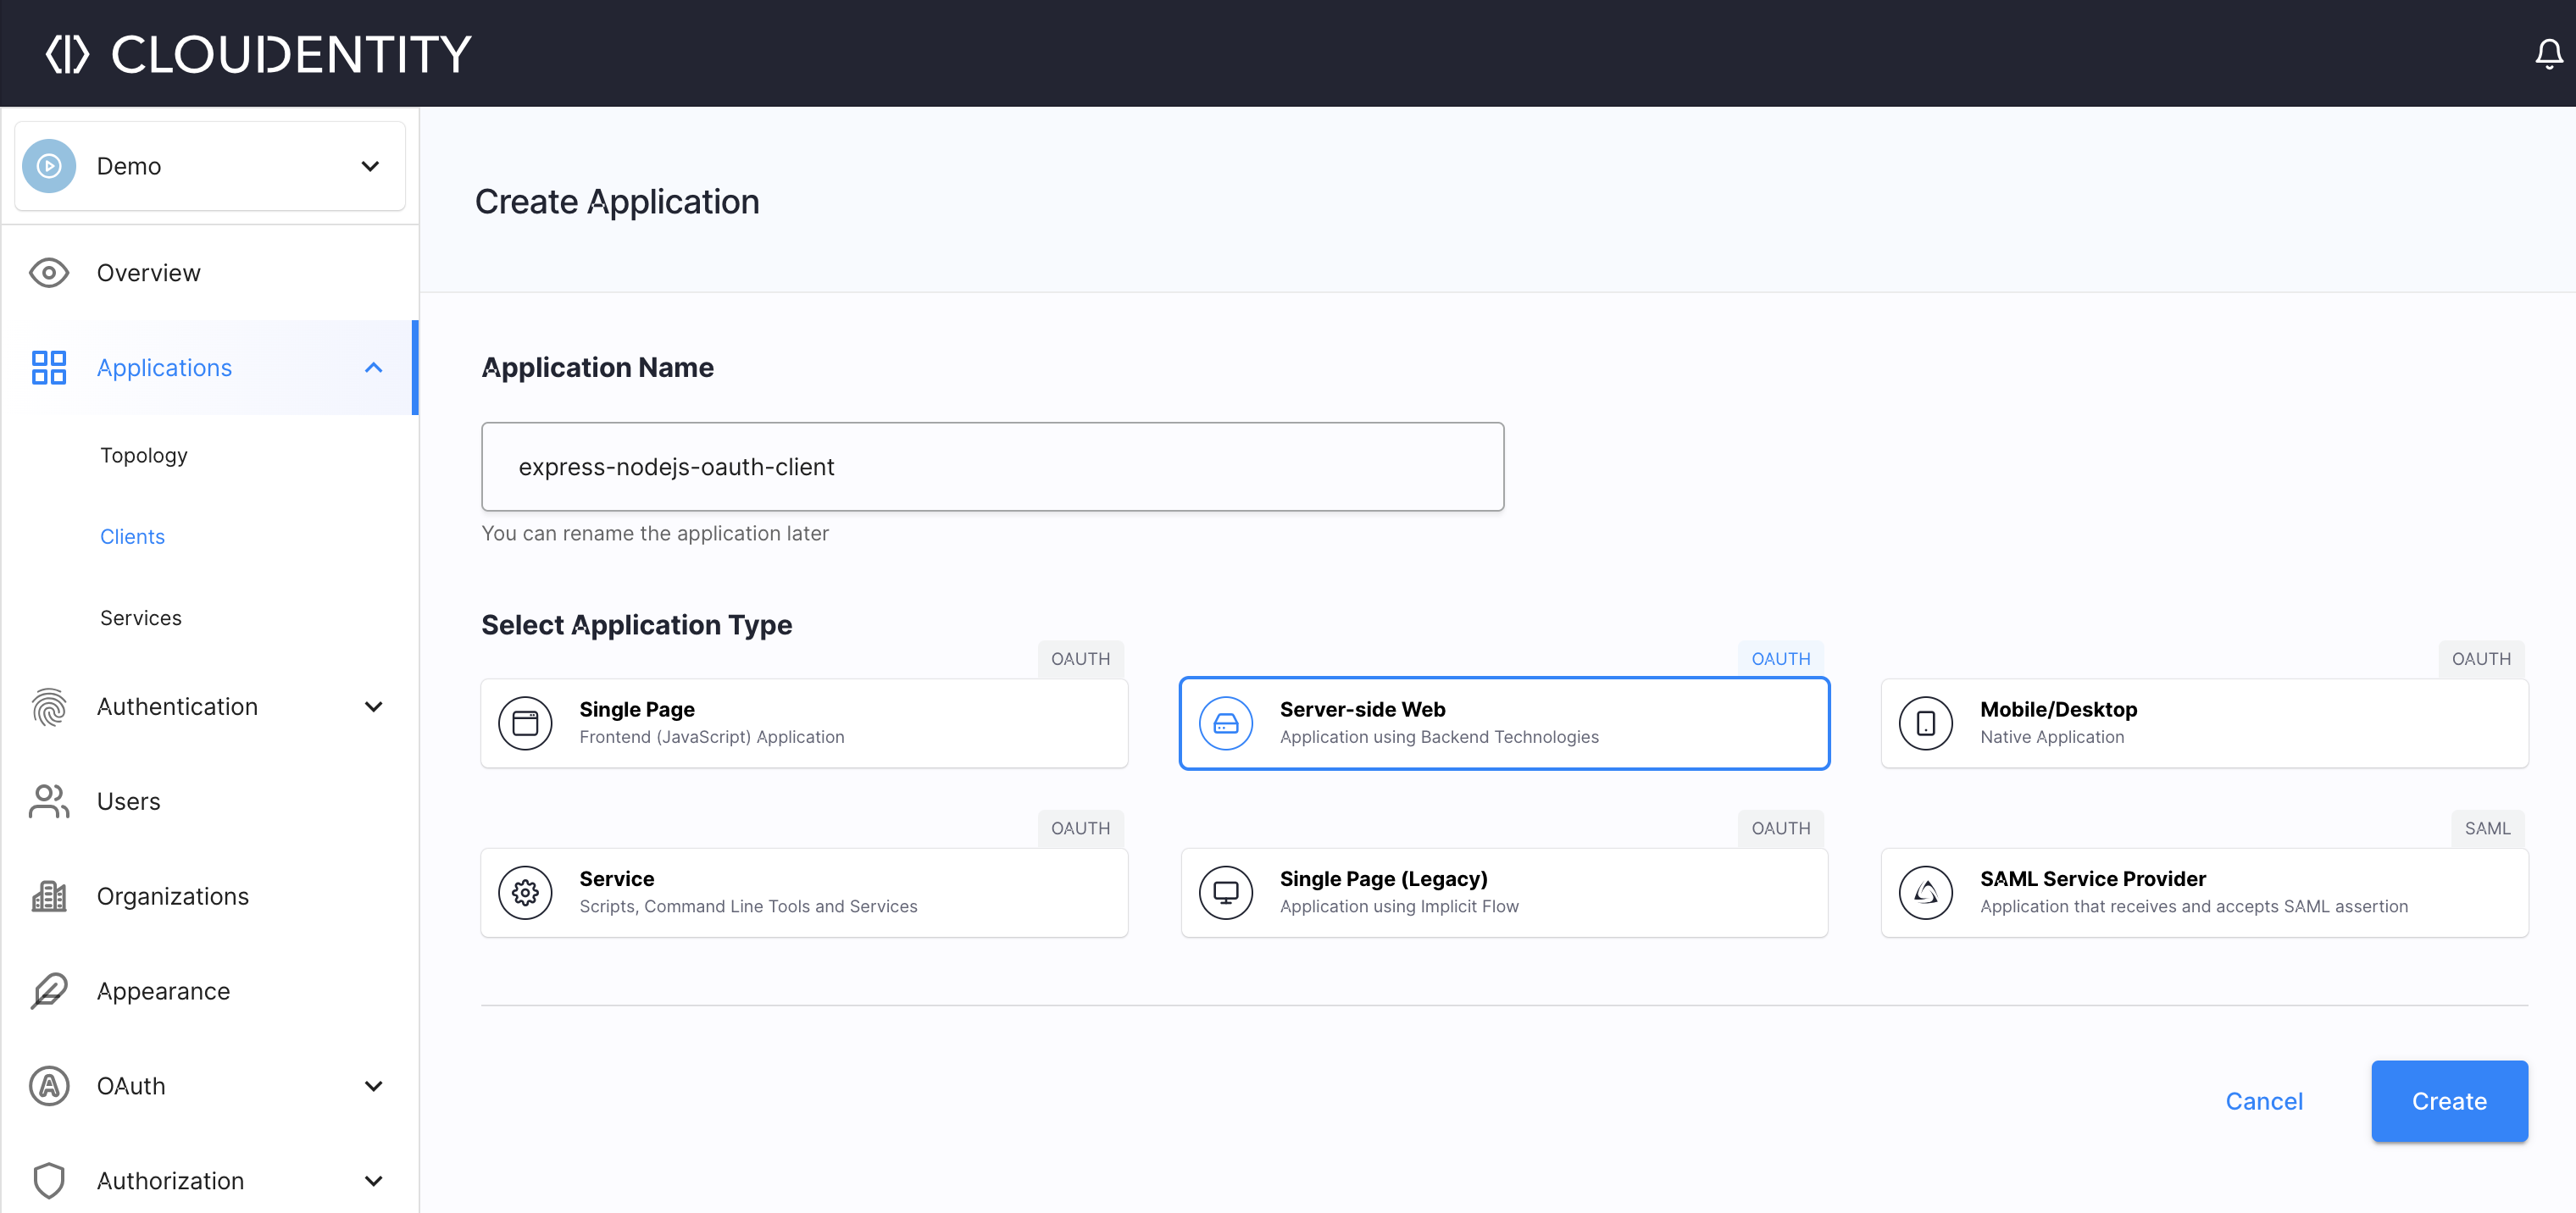 CLOUDENTITY
Demo
Overview
Applications
Topology
Clients
Services
Authentication
Users
Organizations
Appearance
OAuth
Authorization
Create Application
Application Name
express-nodejs-oauth-client
You can rename the application later
Select Application Type
OAUTH
Single Page
Frontend (JavaScript) Application
OAUTH
Server-side Web
Application using Backend Technologies
OAUTH
Mobile/Desktop
Native Application
OAUTH
Service
Scripts, Command Line Tools and Services
OAUTH
Single Page (Legacy)
Application using Implicit Flow
SAML
SAML Service Provider
Application that receives and accepts SAML assertion
Cancel
Create